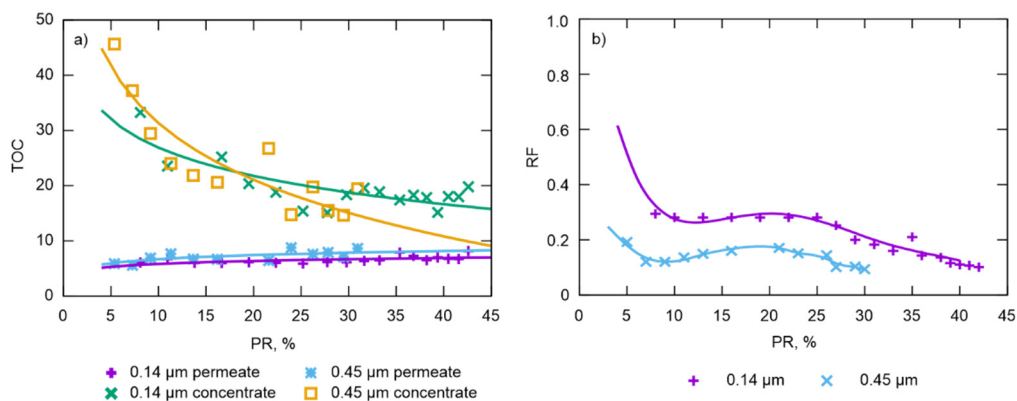 a)
TOC
50
40
30
20
10
0
0 5 10 15 20 25 30 35 40 45
PR, %
0.14 µm permeate
0.45 µm permeate
0.14 µm concentrate
0.45 µm concentrate
b)
RF
1.0
0.8
0.6
0.4
0.2
0
0 5 10 15 20 25 30 35 40 45
PR, %
0.14 µm
0.45 µm